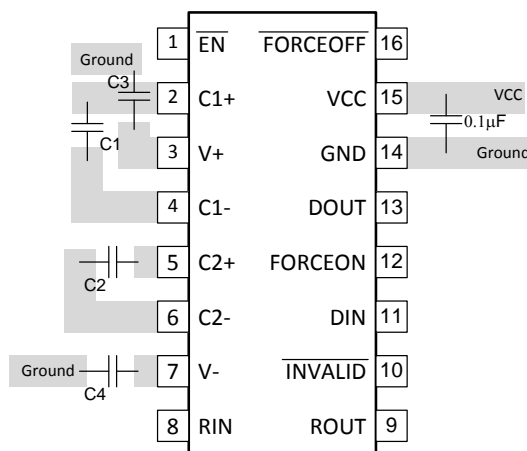 1 EN FORCEOFF 16
Ground
C3
2 C1+ VCC 15 VCC
C1
0.1µF
3 V+ GND 14 Ground
4 C1- DOUT 13
5 C2+ FORCEON 12
C2
6 C2- DIN 11
Ground 7 V- INVALID 10
C4
8 RIN ROUT 9